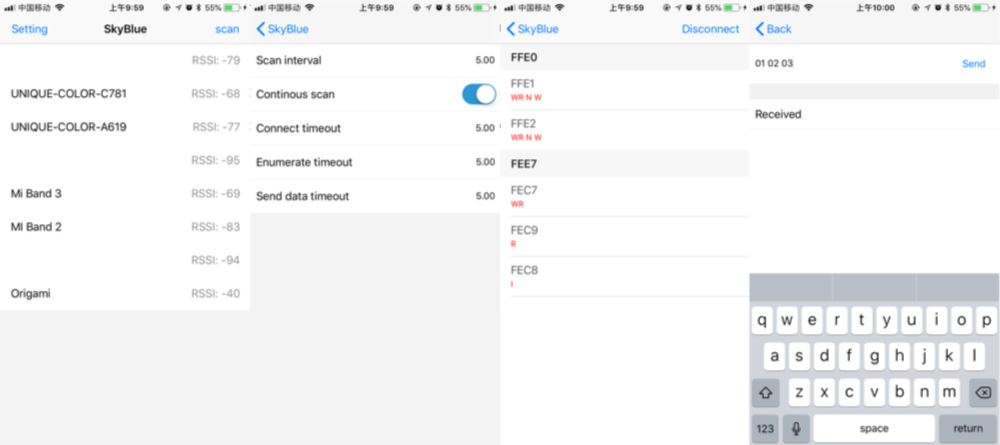 中国移动 上午9:59 55%
Setting SkyBlue scan
RSSI: -79
UNIQUE-COLOR-C781 RSSI: -68
UNIQUE-COLOR-A619 RSSI: -77
RSSI: -95
Mi Band 3 RSSI: -69
MI Band 2 RSSI: -83
RSSI: -94
Origami RSSI: -40
中国移动 上午9:59 55%
SkyBlue
Scan interval 5.00
Continous scan
Connect timeout 5.00
Enumerate timeout 5.00
Send data timeout 5.00
中国移动 上午9:59 55%
SkyBlue Disconnect
FFE0
FFE1
WR N W
FFE2
WR N W
FEE7
FEC7
WR
FEC9
R
FEC8
I
中国移动 上午10:00 55%
Back
01 02 03 Send
Received
q w e r t y u i o p
a s d f g h j k l
z x c v b n m
123 space return